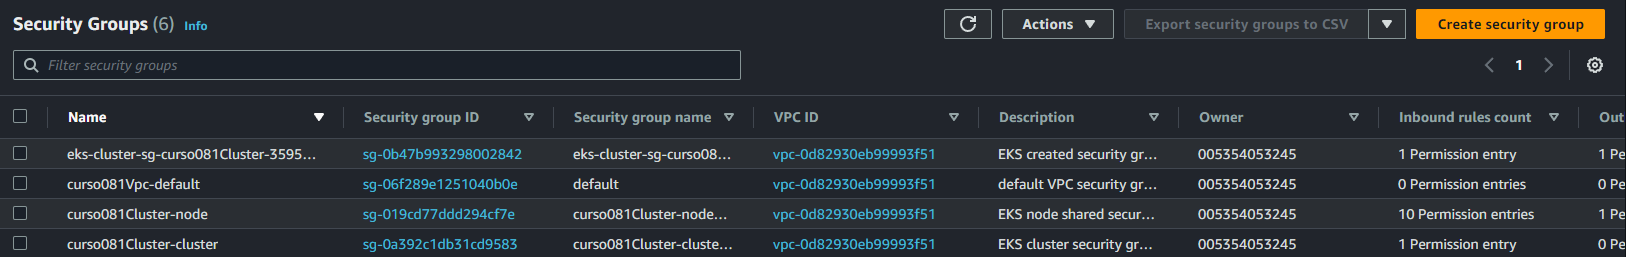 Security Groups (6) Info
Actions
Export security groups to CSV
Create security group
Filter security groups
1
Name Security group ID Security group name VPC ID Description Owner Inbound rules count Out
eks-cluster-sg-curso081Cluster-3595... sg-0b47b993298002842 eks-cluster-sg-curso08... vpc-0d82930eb99993f51 EKS created security gr... 005354053245 1 Permission entry 1 Pe
curso081Vpc-default sg-06f289e1251040b0e default vpc-0d82930eb99993f51 default VPC security gr... 005354053245 0 Permission entries 0 Pe
curso081Cluster-node sg-019cd77ddd294cf7e curso081Cluster-node... vpc-0d82930eb99993f51 EKS node shared secur... 005354053245 10 Permission entries 1 Pe
curso081Cluster-cluster sg-0a392c1db31cd9583 curso081Cluster-cluste... vpc-0d82930eb99993f51 EKS cluster security gr... 005354053245 1 Permission entry 0 Pe